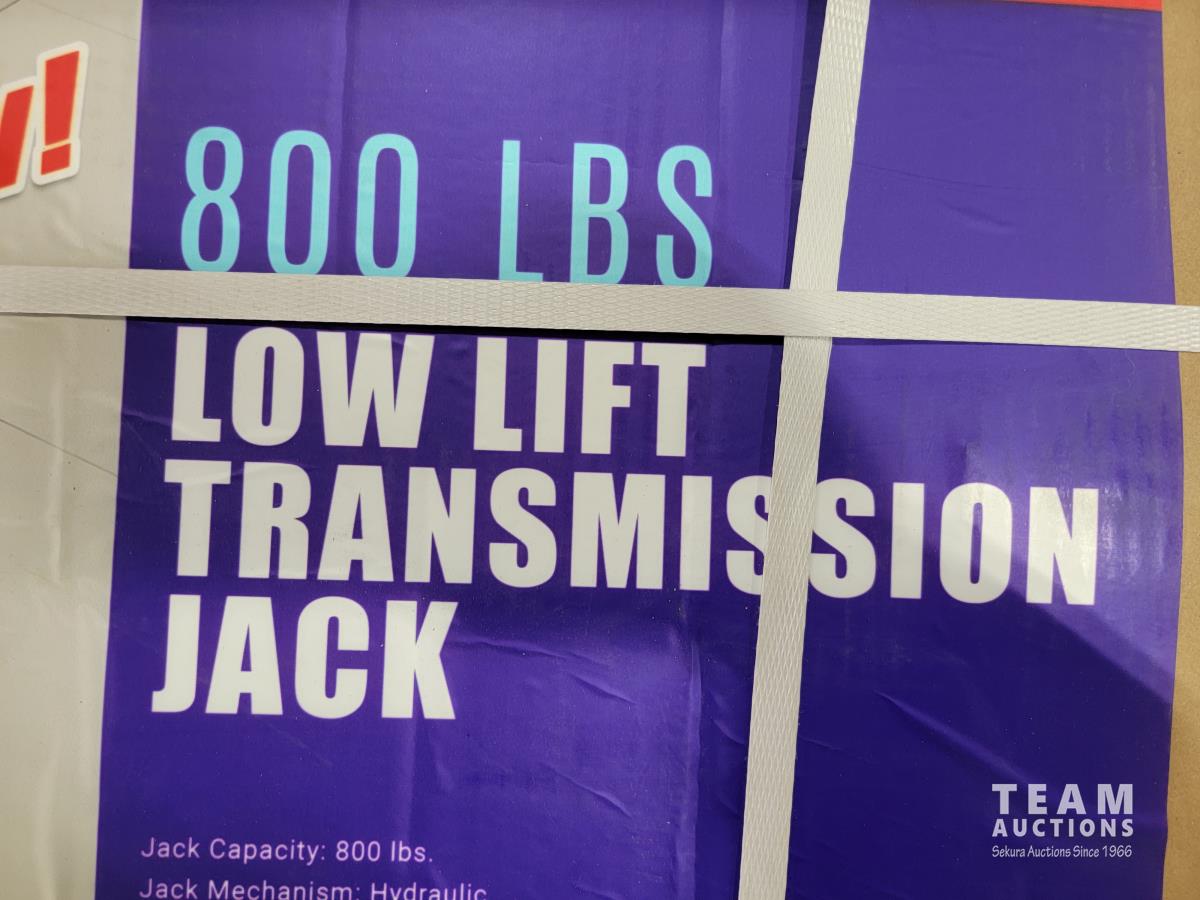 !
800 LBS
LOW LIFT
TRANSMISSION
JACK
Jack Capacity: 800 lbs.
Jack Mechanism: Hydraulic
TEAM
AUCTIONS
Sekura Auctions Since 1966